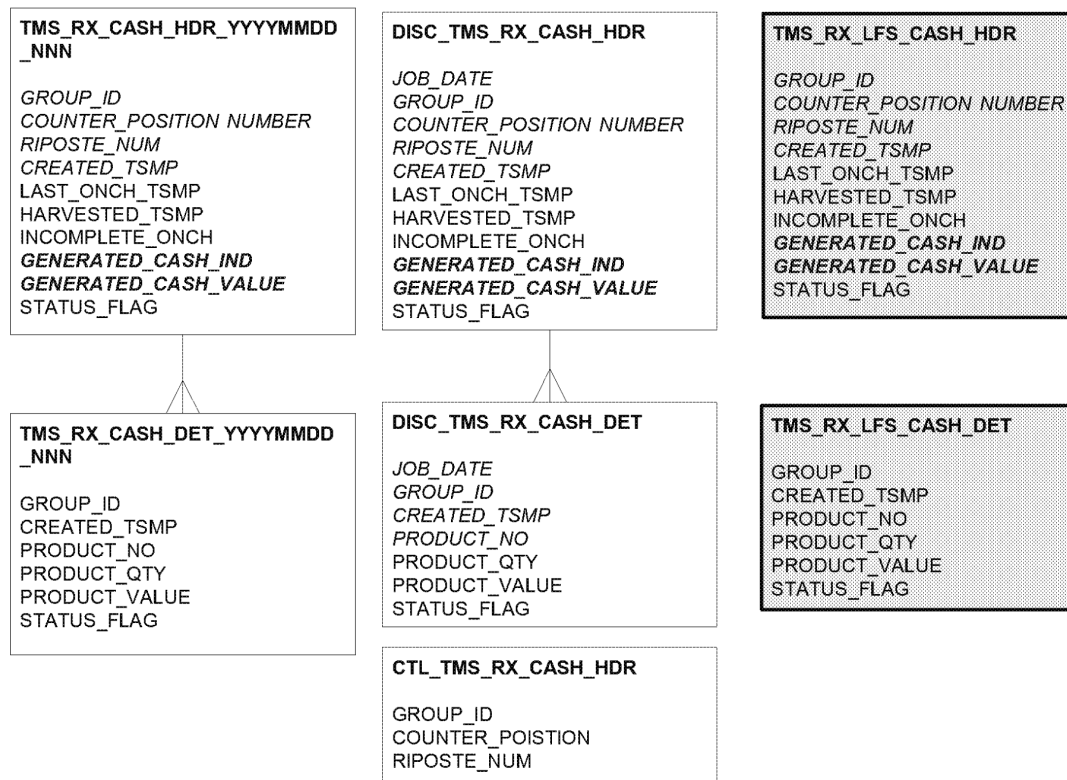 TMS_RX_CASH_HDR_YYYYMMDD
_NNN
GROUP_ID
COUNTER_POSITION NUMBER
RIPOSTE_NUM
CREATED_TSMP
LAST_ONCH_TSMP
HARVESTED_TSMP
INCOMPLETE_ONCH
GENERATED_CASH_IND
GENERATED_CASH_VALUE
STATUS_FLAG
DISC_TMS_RX_CASH_HDR
JOB_DATE
GROUP_ID
COUNTER_POSITION NUMBER
RIPOSTE_NUM
CREATED_TSMP
LAST_ONCH_TSMP
HARVESTED_TSMP
INCOMPLETE_ONCH
GENERATED_CASH_IND
GENERATED_CASH_VALUE
STATUS_FLAG
TMS_RX_LFS_CASH_HDR
GROUP_ID
COUNTER_POSITION NUMBER
RIPOSTE_NUM
CREATED_TSMP
LAST_ONCH_TSMP
HARVESTED_TSMP
INCOMPLETE_ONCH
GENERATED_CASH_IND
GENERATED_CASH_VALUE
STATUS_FLAG
TMS_RX_CASH_DET_YYYYMMDD
_NNN
GROUP_ID
CREATED_TSMP
PRODUCT_NO
PRODUCT_QTY
PRODUCT_VALUE
STATUS_FLAG
DISC_TMS_RX_CASH_DET
JOB_DATE
GROUP_ID
CREATED_TSMP
PRODUCT_NO
PRODUCT_QTY
PRODUCT_VALUE
STATUS_FLAG
TMS_RX_LFS_CASH_DET
GROUP_ID
CREATED_TSMP
PRODUCT_NO
PRODUCT_QTY
PRODUCT_VALUE
STATUS_FLAG
CTL_TMS_RX_CASH_HDR
GROUP_ID
COUNTER_POISTION
RIPOSTE_NUM